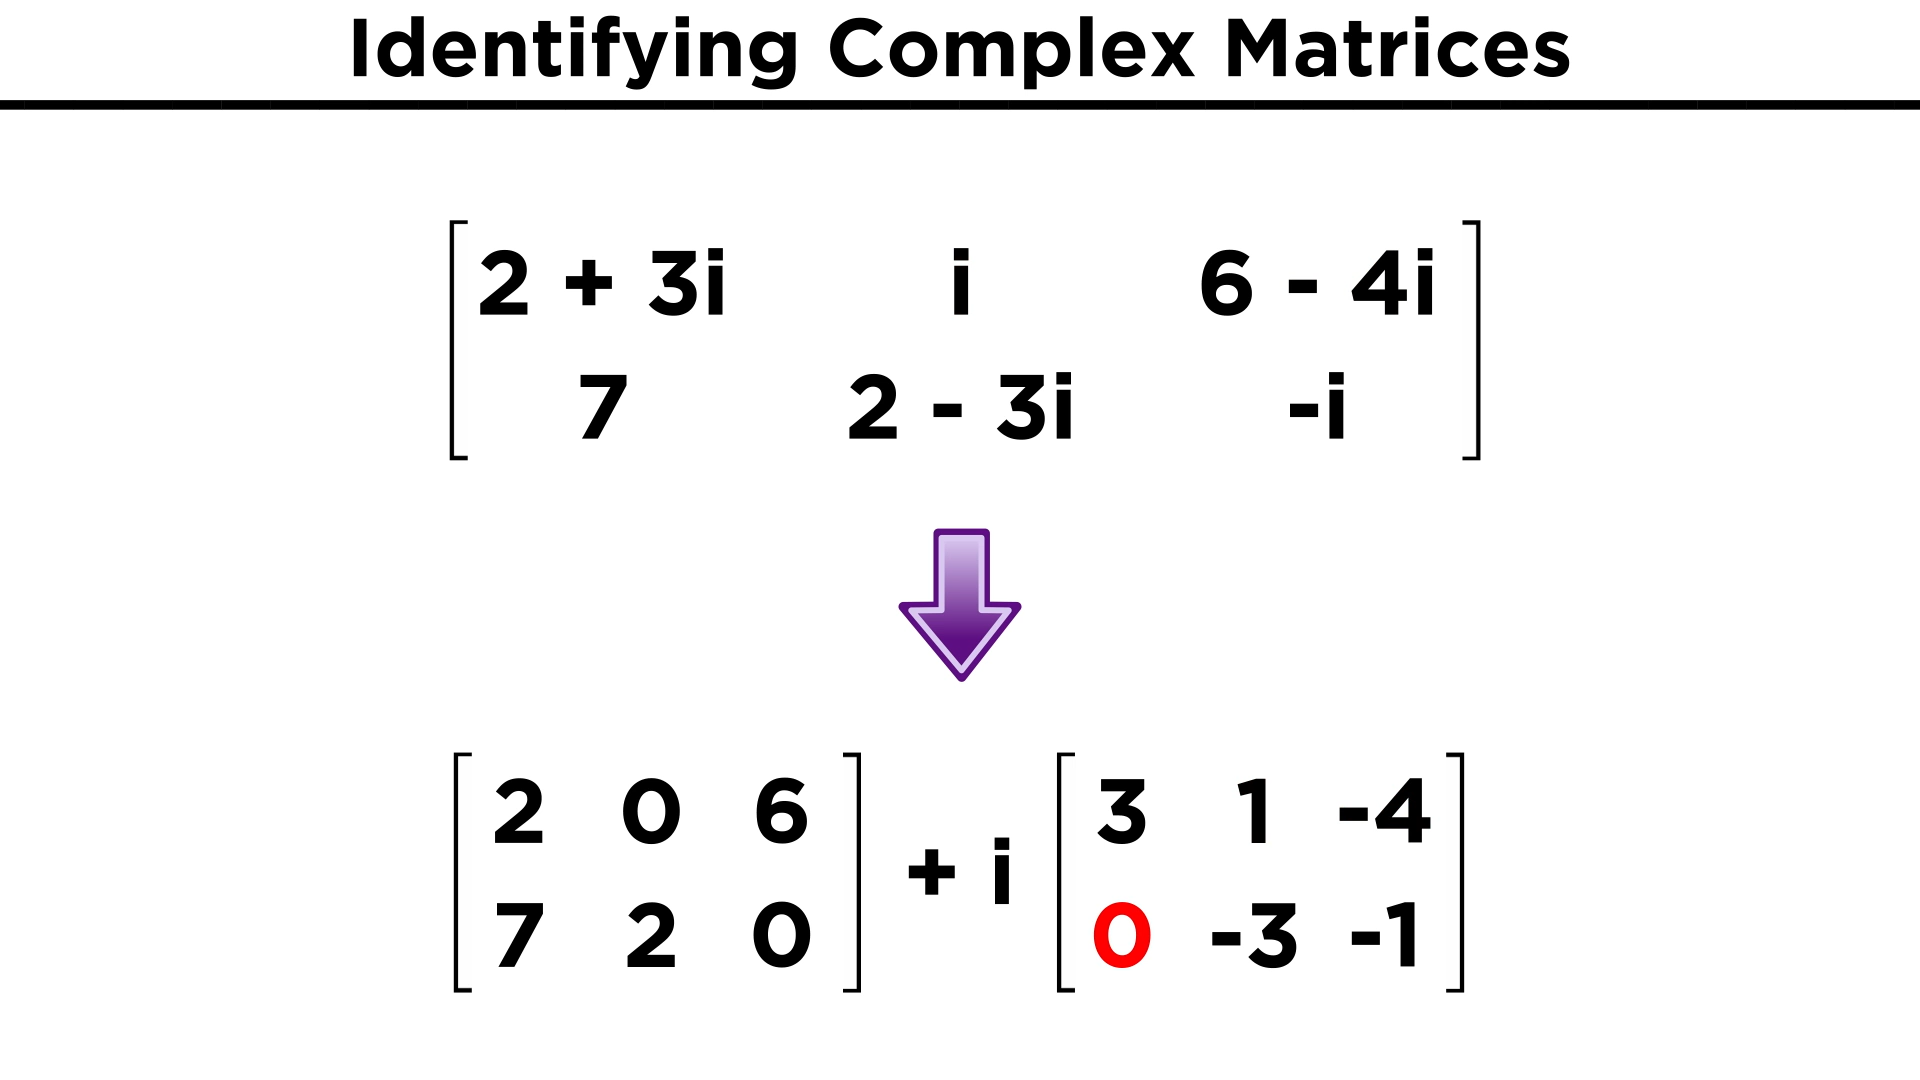 Identifying Complex Matrices
2 + 3i i 6 - 4i
7 2 - 3i -i
2 0 6
7 2 0
+ i
3 1 -4
0 -3 -1